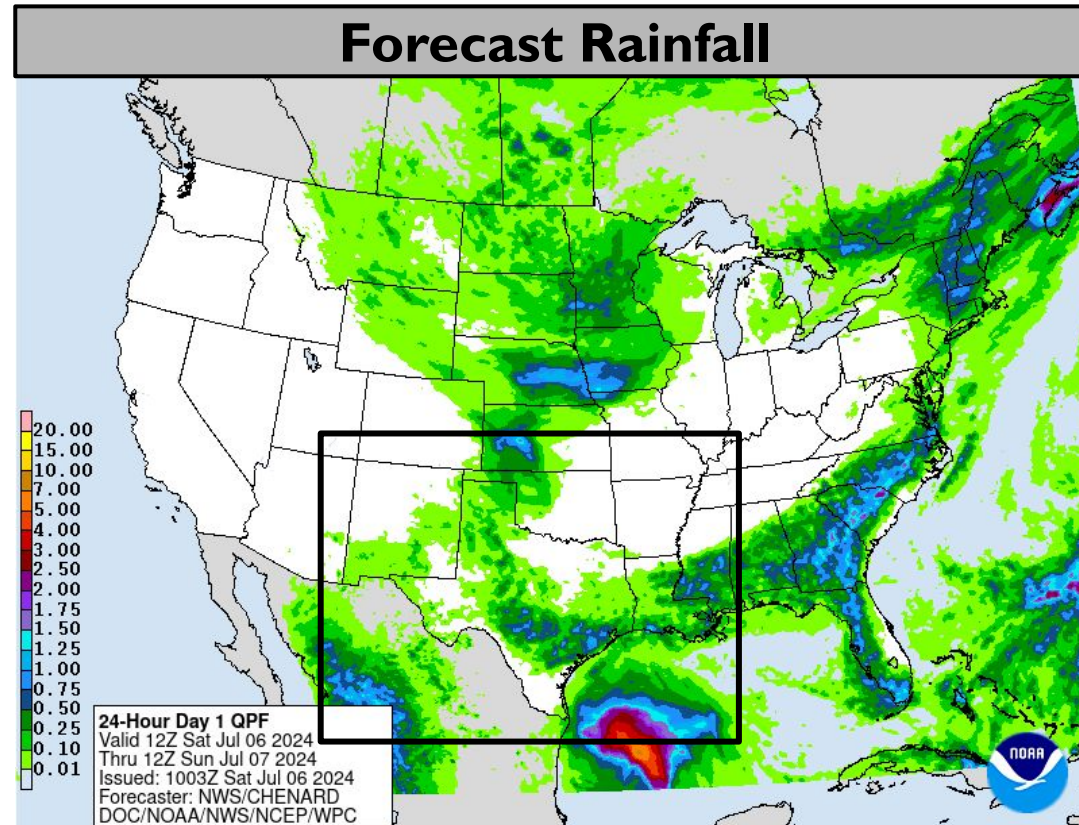 Forecast Rainfall
20.00
15.00
10.00
7.00
5.00
4.00
3.00
2.50
2.00
1.75
1.50
1.25
1.00
0.75
0.50
0.25
0.10
0.01
24-Hour Day 1 QPF
Valid 12Z Sat Jul 06 2024
Thru 12Z Sun Jul 07 2024
Issued: 1003Z Sat Jul 06 2024
Forecaster: NWS/CHENARD
DOC/NOAA/NWS/NCEP/WPC
NOAA